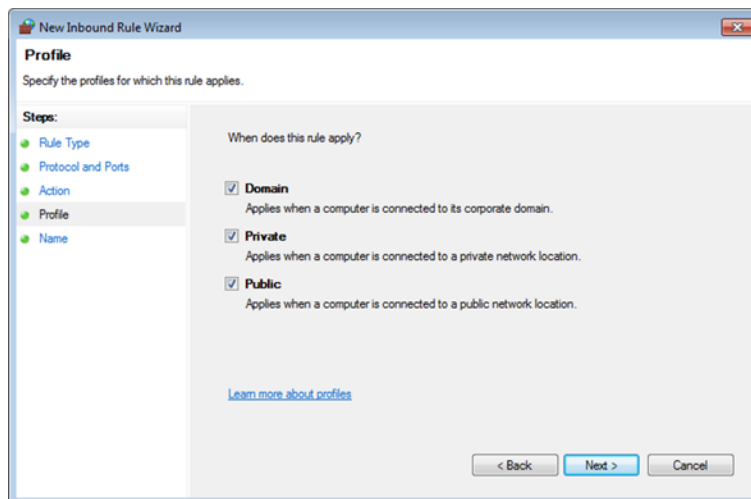 New Inbound Rule Wizard
Profile
Specify the profiles for which this rule applies.
Steps:
Rule Type
Protocol and Ports
Action
Profile
Name
When does this rule apply?
Domain
Applies when a computer is connected to its corporate domain.
Private
Applies when a computer is connected to a private network location.
Public
Applies when a computer is connected to a public network location.
Learn more about profiles
< Back
Next >
Cancel